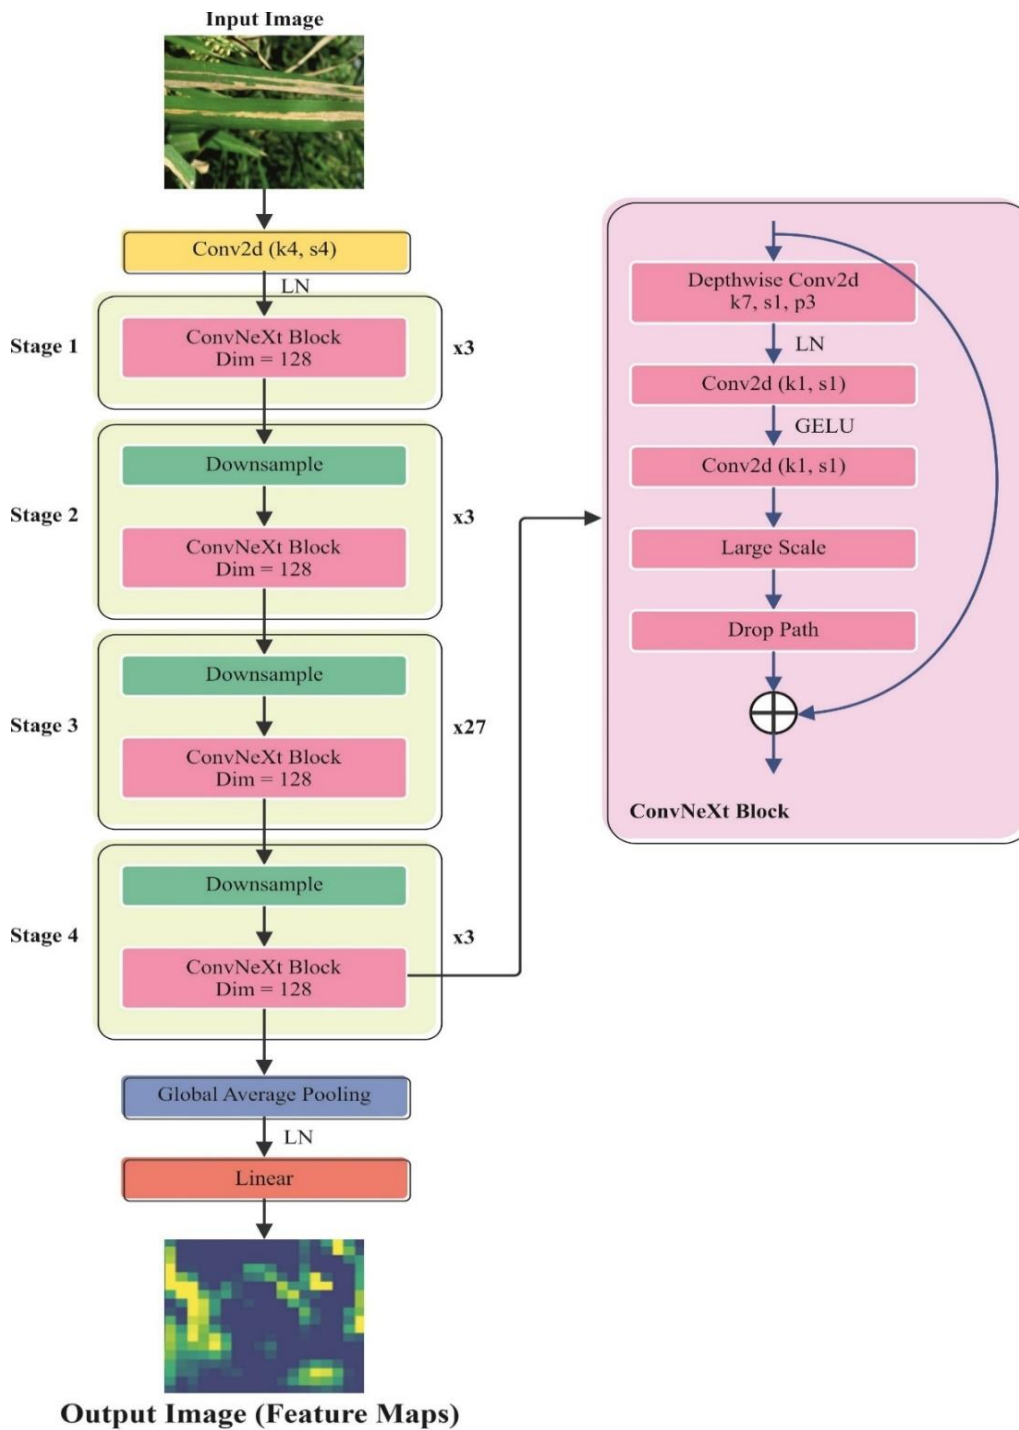 Input Image
Conv2d (k4, s4)
LN
Stage 1
ConvNeXt Block
Dim = 128
x3
Stage 2
Downsample
ConvNeXt Block
Dim = 128
x3
Stage 3
Downsample
ConvNeXt Block
Dim = 128
x27
Stage 4
Downsample
ConvNeXt Block
Dim = 128
x3
Global Average Pooling
LN
Linear
Output Image (Feature Maps)
Depthwise Conv2d
k7, s1, p3
LN
Conv2d (k1, s1)
GELU
Conv2d (k1, s1)
Large Scale
Drop Path
ConvNeXt Block